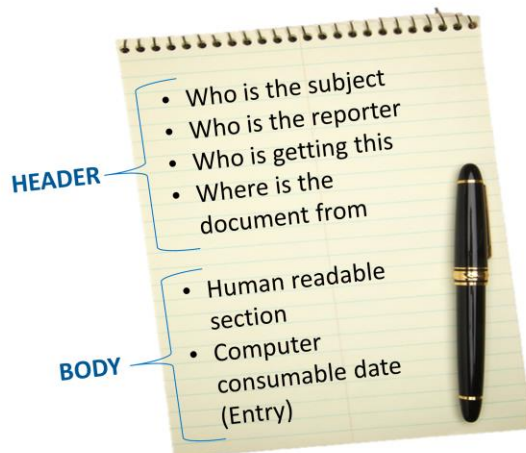 HEADER
• Who is the subject
• Who is the reporter
• Who is getting this
• Where is the
document from
BODY
• Human readable
section
• Computer
consumable date
(Entry)